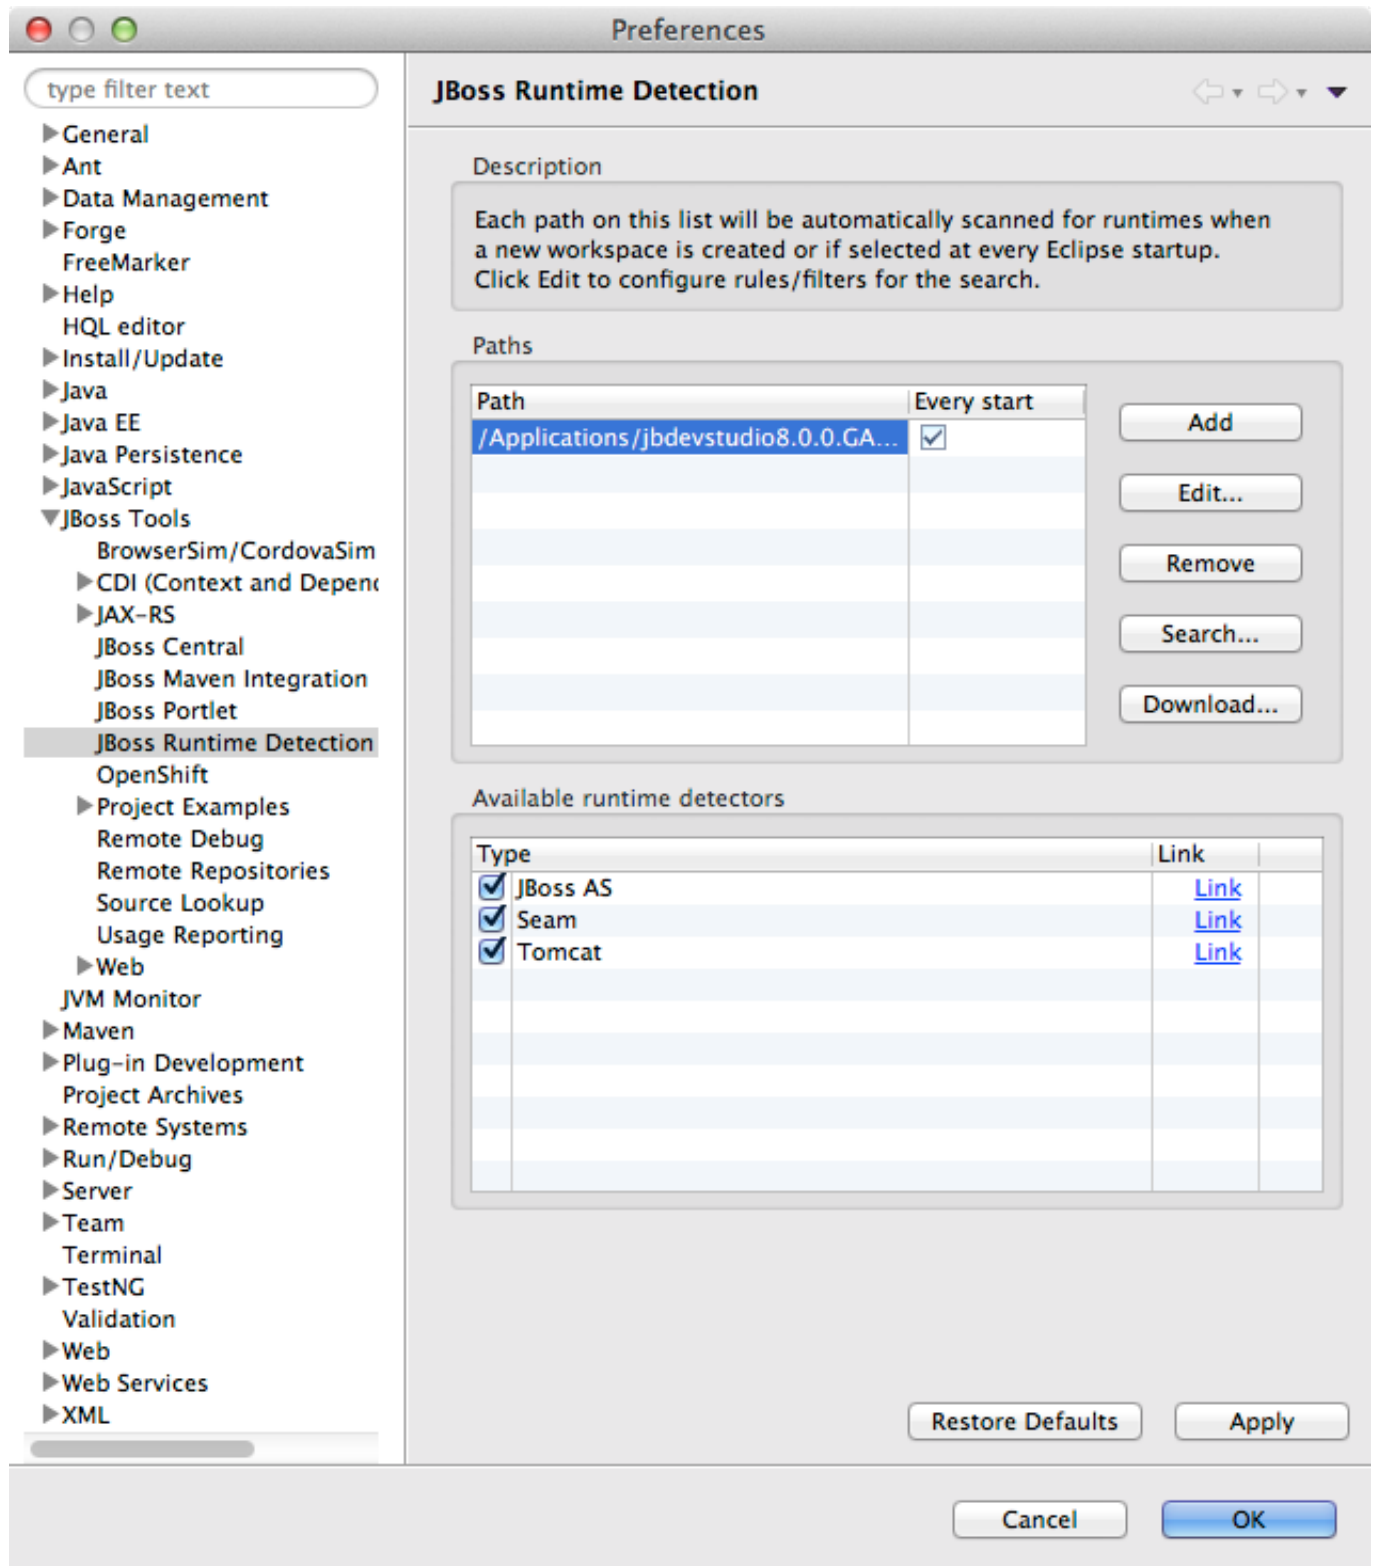 Preferences
type filter text
General
Ant
Data Management
Forge
FreeMarker
Help
HQL editor
Install/Update
Java
Java EE
Java Persistence
JavaScript
JBoss Tools
BrowserSim/CordovaSim
CDI (Context and Depend
JAX-RS
JBoss Central
JBoss Maven Integration
JBoss Portlet
JBoss Runtime Detection
OpenShift
Project Examples
Remote Debug
Remote Repositories
Source Lookup
Usage Reporting
Web
JVM Monitor
Maven
Plug-in Development
Project Archives
Remote Systems
Run/Debug
Server
Team
Terminal
TestNG
Validation
Web
Web Services
XML
JBoss Runtime Detection
Description
Each path on this list will be automatically scanned for runtimes when
a new workspace is created or if selected at every Eclipse startup.
Click Edit to configure rules/filters for the search.
Paths
Path Every start
/Applications/jbdevstudio8.0.0.GA...
Add
Edit...
Remove
Search...
Download...
Available runtime detectors
Type Link
JBoss AS Link
Seam Link
Tomcat Link
Restore Defaults Apply
Cancel OK